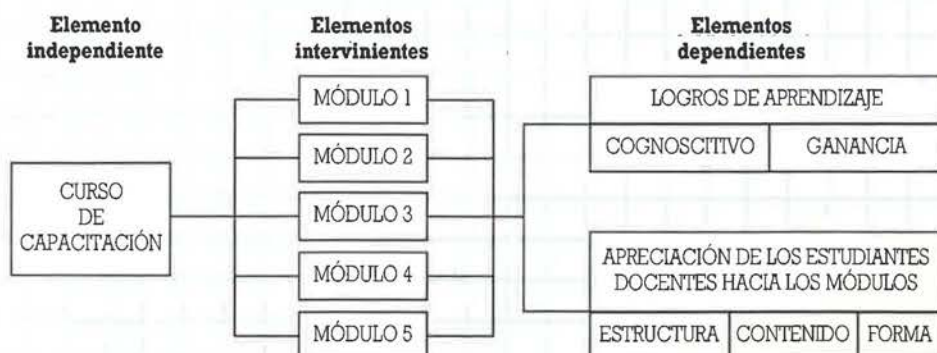 Elemento
independiente
Elementos
intervinientes
Elementos
dependientes
CURSO
DE
CAPACITACIÓN
MÓDULO 1
MÓDULO 2
MÓDULO 3
MÓDULO 4
MÓDULO 5
LOGROS DE APRENDIZAJE
COGNOSCITIVO
GANANCIA
APRECIACIÓN DE LOS ESTUDIANTES
DOCENTES HACIA LOS MÓDULOS
ESTRUCTURA
CONTENIDO
FORMA